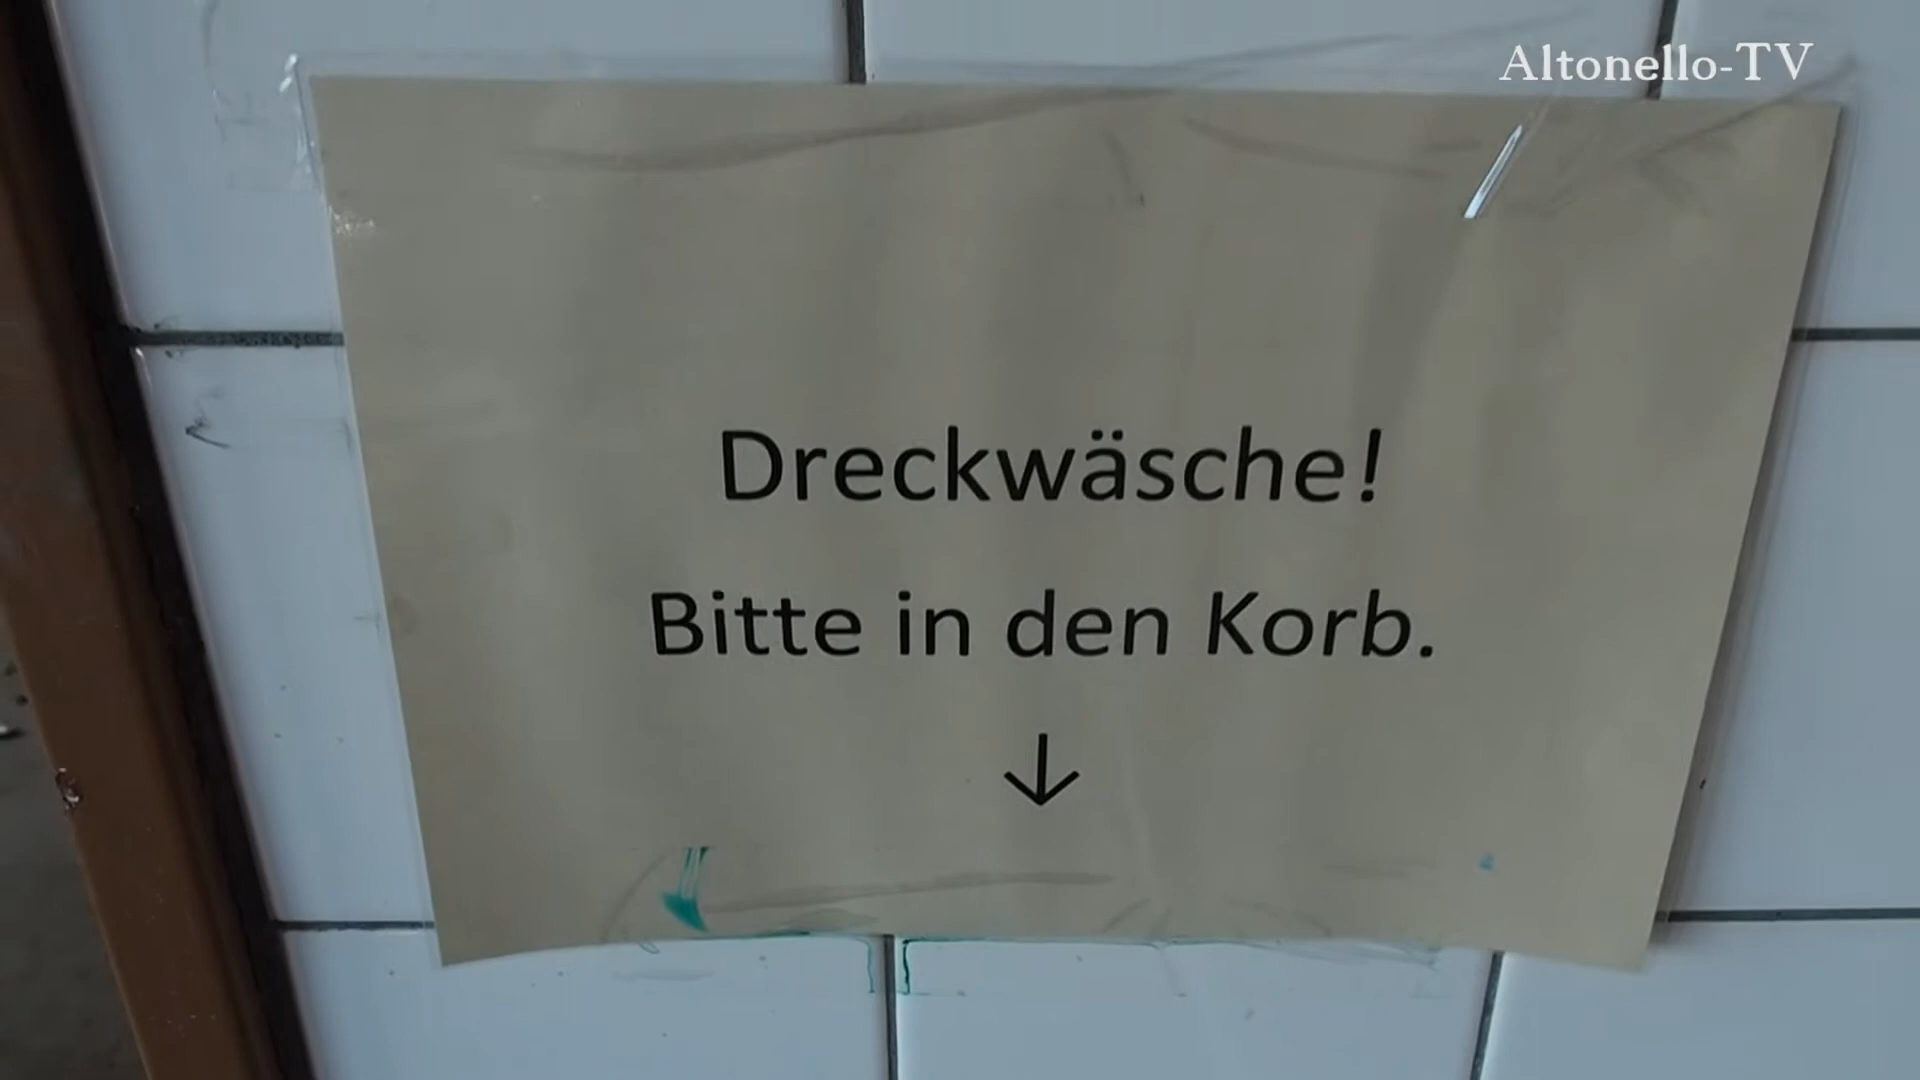 Altonello-TV
Dreckwäsche!
Bitte in den Korb.
↓